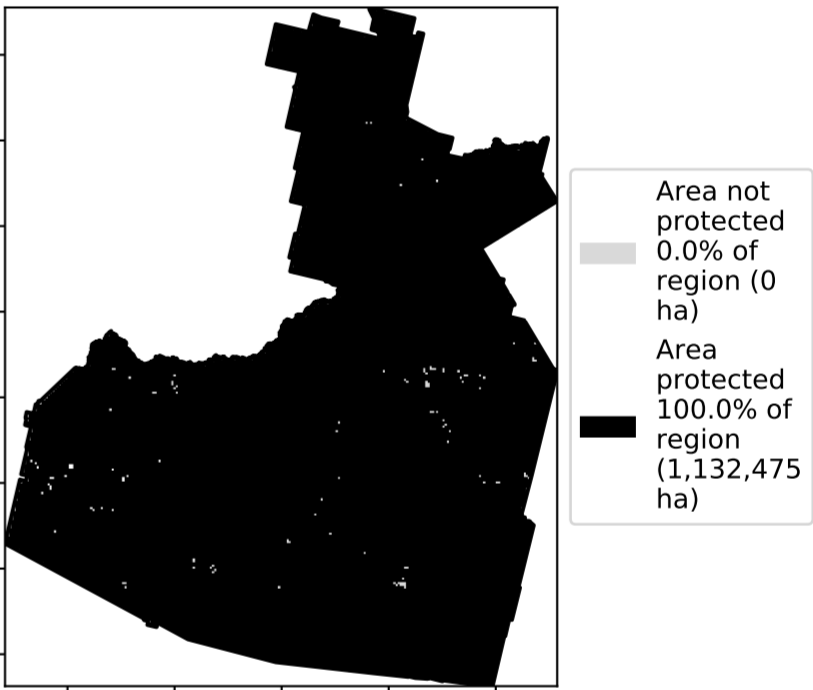 Area not
protected
0.0% of
region (0
ha)
Area
protected
100.0% of
region
(1,132,475
ha)